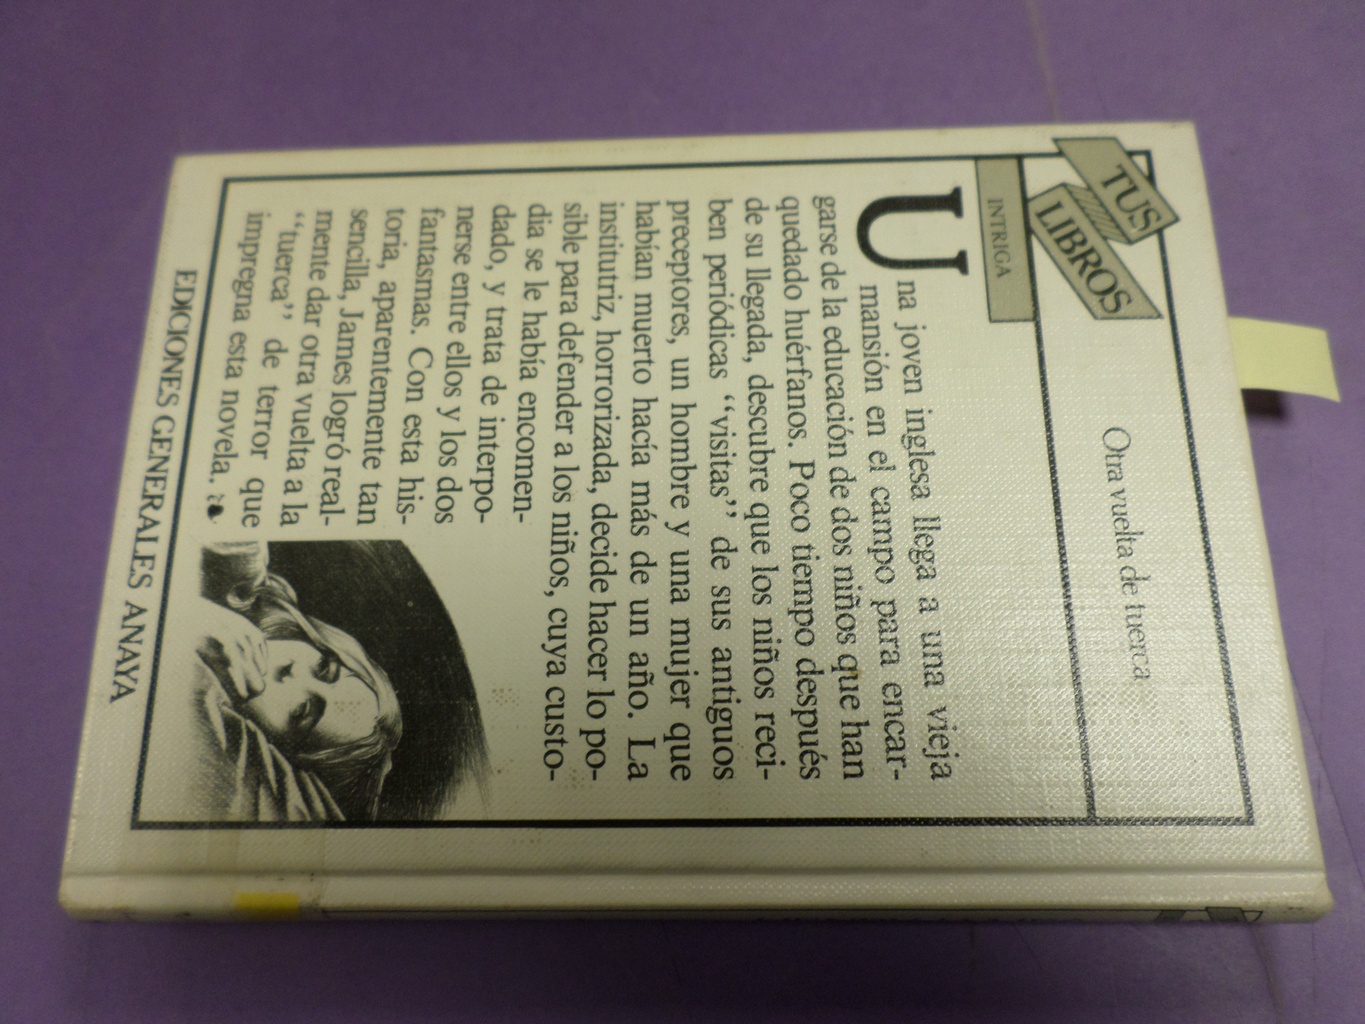 TUS
LIBROS
INTRIGA
Otra vuelta de tuerca
Una joven inglesa llega a una vieja
mansión en el campo para encar-
garse de la educación de dos niños que han
quedado huérfanos. Poco tiempo después
de su llegada, descubre que los niños reci-
ben periódicas “visitas” de sus antiguos
preceptores, un hombre y una mujer que
habían muerto hacía más de un año. La
institutriz, horrorizada, decide hacer lo po-
sible para defender a los niños, cuya custo-
dia se le había encomen-
dado, y trata de interpo-
nerse entre ellos y los dos
fantasmas. Con esta his-
toria, aparentemente tan
sencilla, James logró real-
mente dar otra vuelta a la
“tuerca” de terror que
impregna esta novela.
EDICIONES GENERALES ANAYA